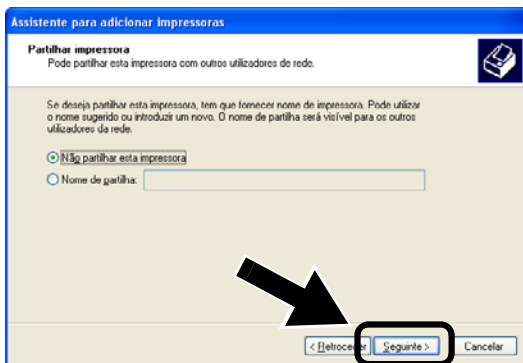 Assistente para adicionar impressoras
Partilhar impressora
Pode partilhar esta impressora com outros utilizadores de rede.
Se deseja partilhar esta impressora, tem que fornecer nome de impressora. Pode utilizar
o nome sugerido ou introduzir um novo. O nome de partilha será visível para os outros
utilizadores da rede.
Não partilhar esta impressora
Nome de partilha:
< Retroceder Seguinte > Cancelar